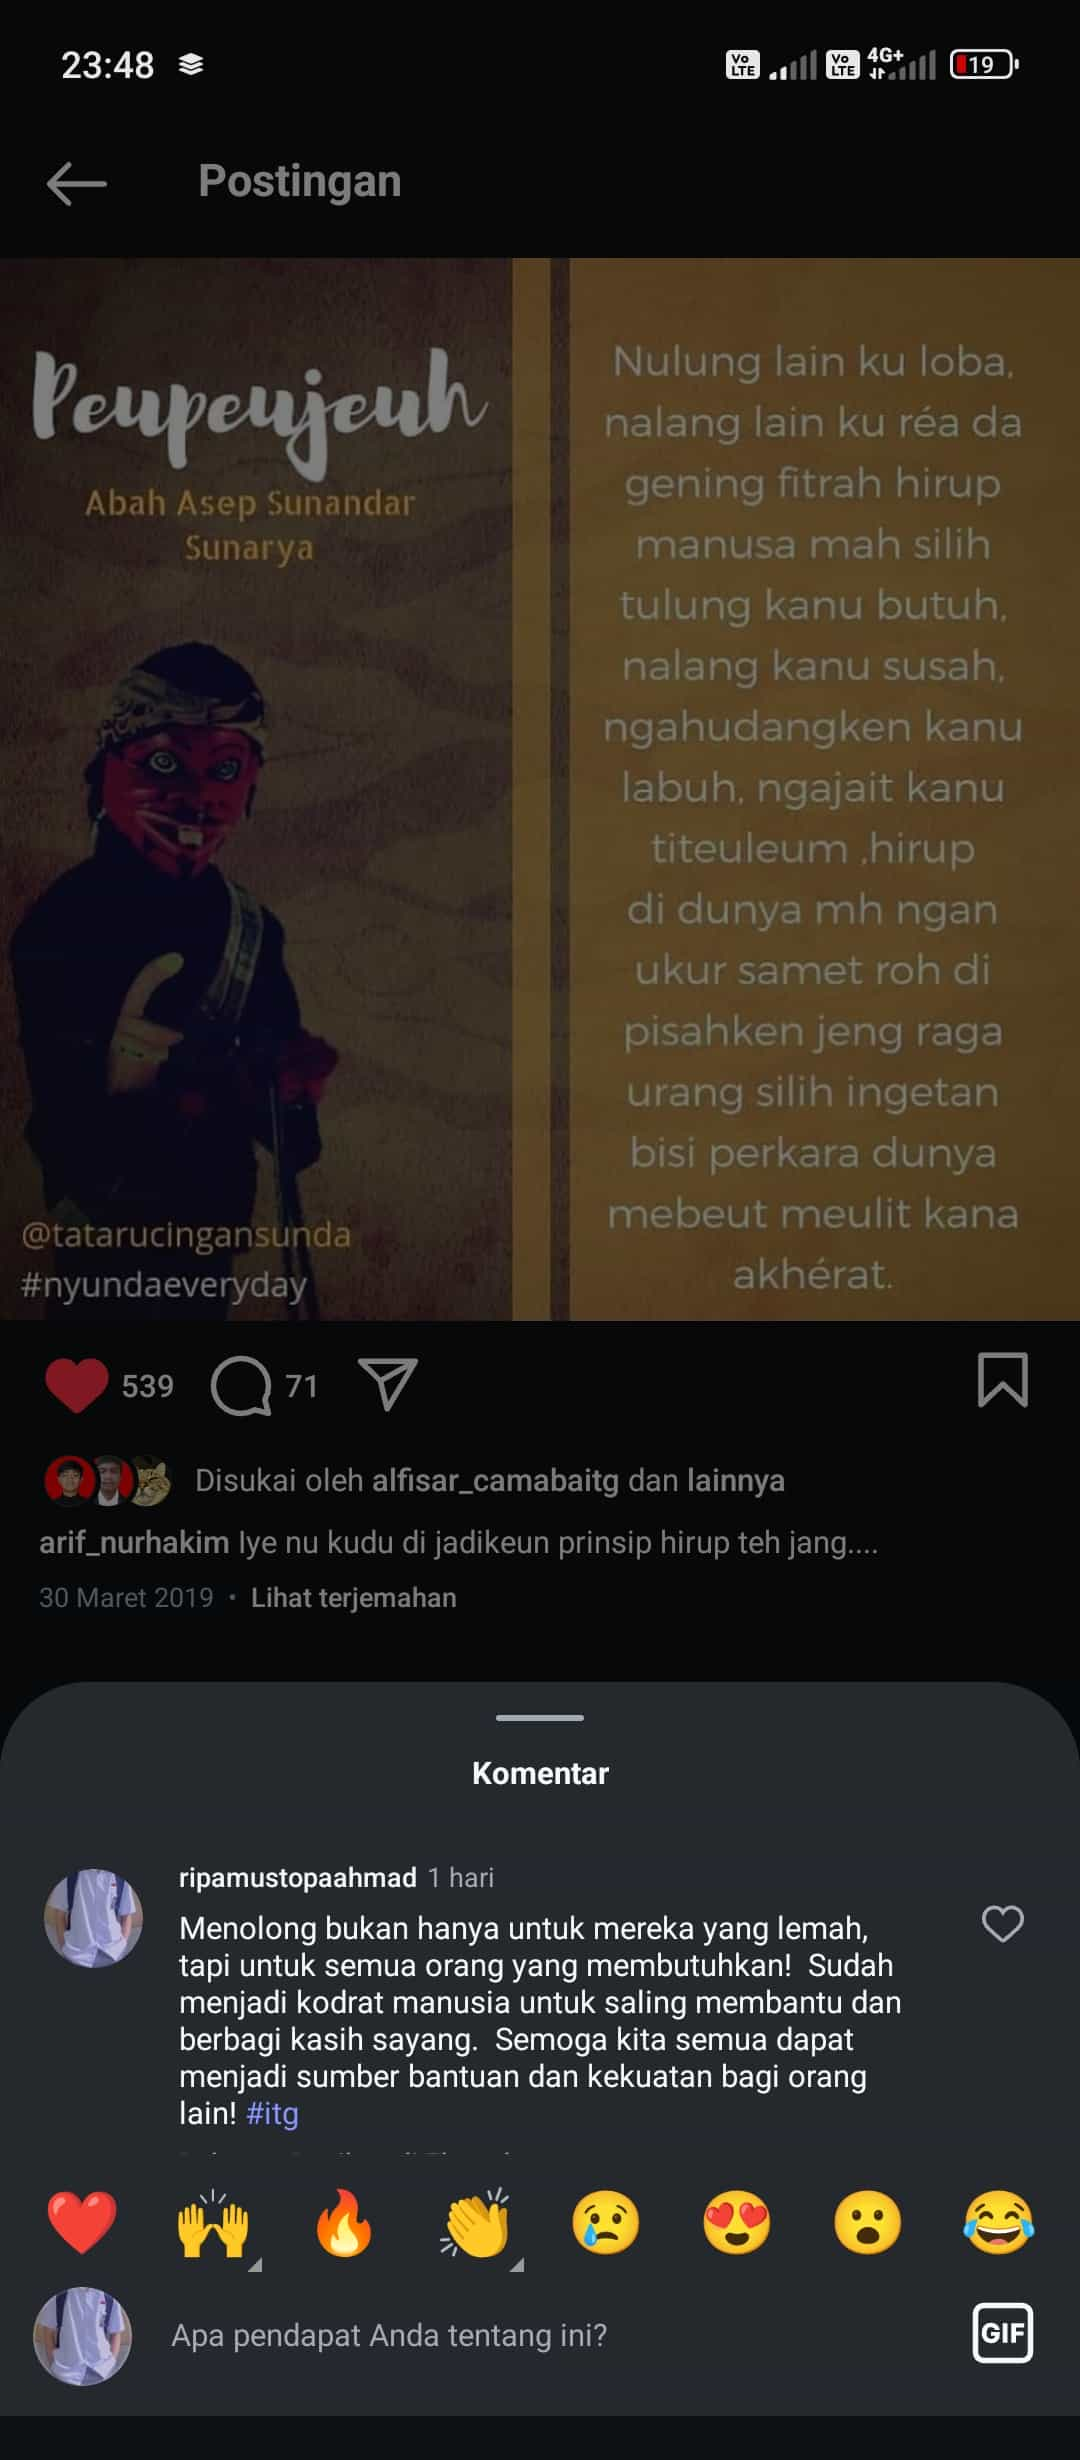 23:48
Vo LTE
Vo LTE
4G+
19
Postingan
Peupeujeuh
Abah Asep Sunandar
Sunarya
@tatarucingansunda
#nyundaeveryday
Nulung lain ku loba,
nalang lain ku réa da
gening fitrah hirup
manusa mah silih
tulung kanu butuh,
nalang kanu susah,
ngahudangken kanu
labuh, ngajait kanu
titeuleum ,hirup
di dunya mh ngan
ukur samet roh di
pisahken jeng raga
urang silih ingetan
bisi perkara dunya
mebeut meulit kana
akhérat.
539
71
Disukai oleh alfisar_camabaitg dan lainnya
arif_nurhakim Iye nu kudu di jadikeun prinsip hirup teh jang....
30 Maret 2019 • Lihat terjemahan
Komentar
ripamustopaahmad 1 hari
Menolong bukan hanya untuk mereka yang lemah,
tapi untuk semua orang yang membutuhkan!  Sudah
menjadi kodrat manusia untuk saling membantu dan
berbagi kasih sayang.  Semoga kita semua dapat
menjadi sumber bantuan dan kekuatan bagi orang
lain! #itg
Apa pendapat Anda tentang ini?
GIF